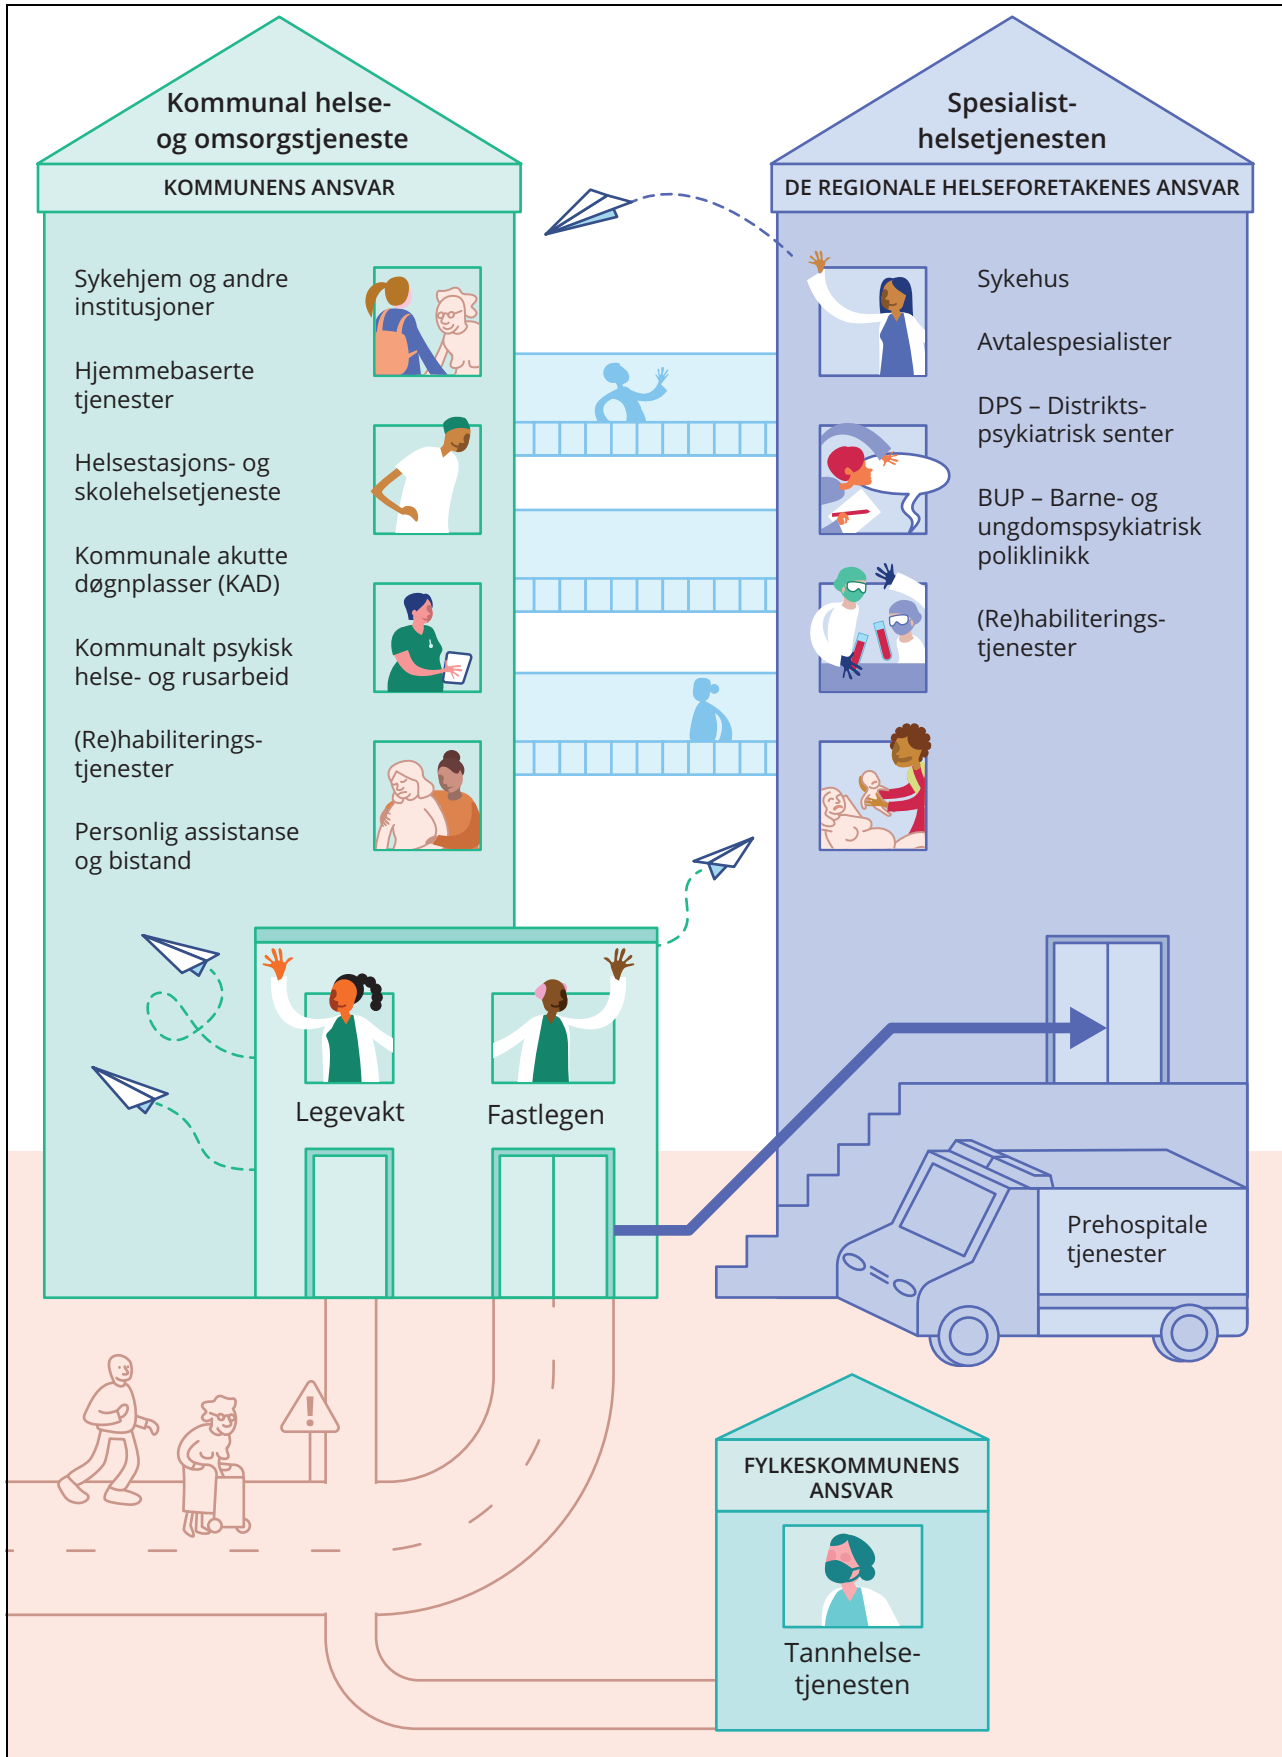 Kommunal helse-
og omsorgstjeneste
KOMMUNENS ANSVAR
Sykehjem og andre
institusjoner
Hjemmebaserte
tjenester
Helsestasjons- og
skolehelsetjeneste
Kommunale akutte
døgnplasser (KAD)
Kommunalt psykisk
helse- og rusarbeid
(Re)habiliterings-
tjenester
Personlig assistanse
og bistand
Legevakt
Fastlegen
Spesialist-
helsetjenesten
DE REGIONALE HELSEFORETAKENES ANSVAR
Sykehus
Avtalespesialister
DPS – Distrikts-
psykiatrisk senter
BUP – Barne- og
ungdomspsykiatrisk
poliklinikk
(Re)habiliterings-
tjenester
Prehospitale
tjenester
!
FYLKESKOMMUNENS
ANSVAR
Tannhelse-
tjenesten